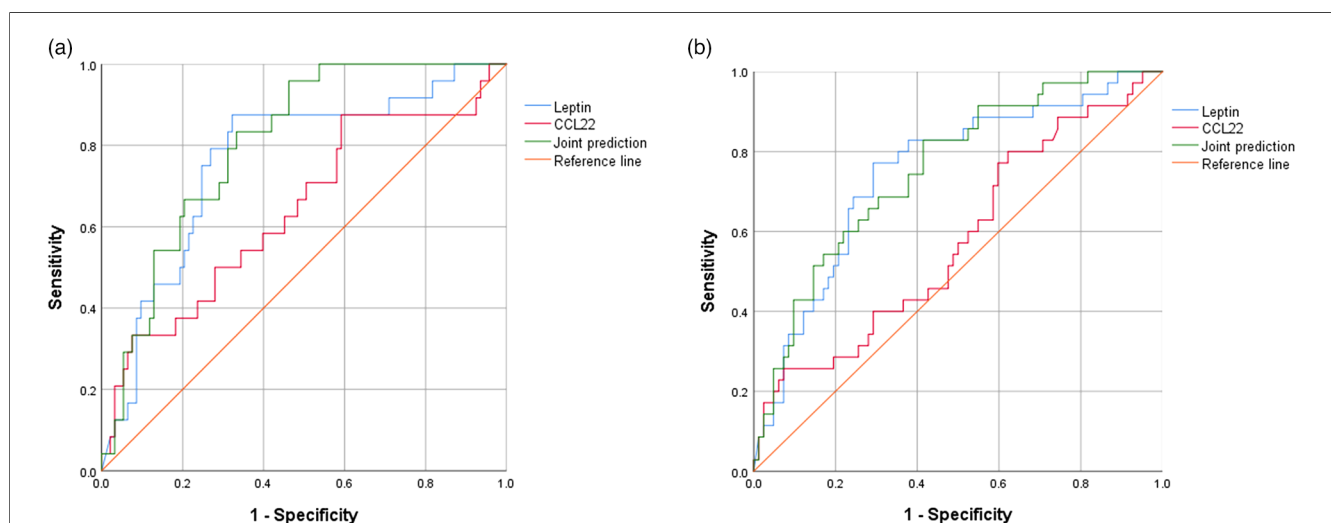 (a)
1.0
0.8
0.6
0.4
0.2
0.0
Sensitivity
0.0 0.2 0.4 0.6 0.8 1.0
1 - Specificity
Leptin
CCL22
Joint prediction
Reference line
(b)
1.0
0.8
0.6
0.4
0.2
0.0
Sensitivity
0.0 0.2 0.4 0.6 0.8 1.0
1 - Specificity
Leptin
CCL22
Joint prediction
Reference line